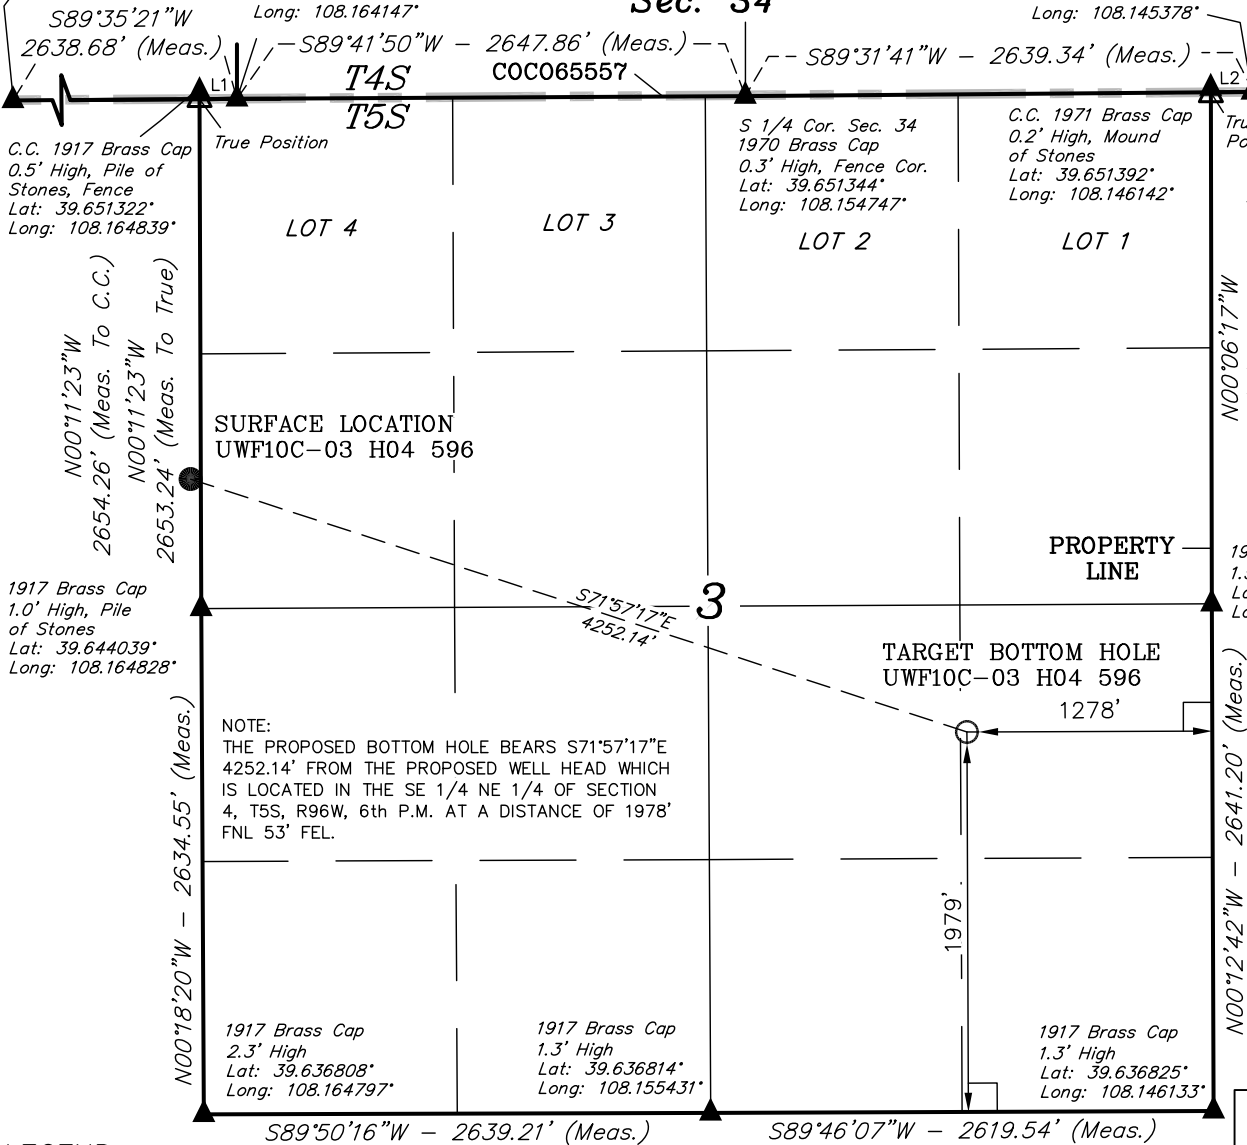 Sec. 34
S89°35'21"W
2638.68' (Meas.)
Long: 108.164147°
S89°41'50"W - 2647.86' (Meas.)
COC065557
Long: 108.145378°
S89°31'41"W - 2639.34' (Meas.)
T4S
T5S
L1
L2
True Position
C.C. 1917 Brass Cap
0.5' High, Pile of
Stones, Fence
Lat: 39.651322°
Long: 108.164839°
S 1/4 Cor. Sec. 34
1970 Brass Cap
0.3' High, Fence Cor.
Lat: 39.651344°
Long: 108.154747°
C.C. 1971 Brass Cap
0.2' High, Mound
of Stones
Lat: 39.651392°
Long: 108.146142°
LOT 4
LOT 3
LOT 2
LOT 1
N00°11'23"W
2654.26' (Meas. To C.C.)
N00°11'23"W
2653.24' (Meas. To True)
N00°06'17"W
SURFACE LOCATION
UWF10C-03 H04 596
PROPERTY
LINE
1917 Brass Cap
1.0' High, Pile
of Stones
Lat: 39.644039°
Long: 108.164828°
S71°57'17"E
4252.14'
3
TARGET BOTTOM HOLE
UWF10C-03 H04 596
1278'
NOTE:
THE PROPOSED BOTTOM HOLE BEARS S71°57'17"E
4252.14' FROM THE PROPOSED WELL HEAD WHICH
IS LOCATED IN THE SE 1/4 NE 1/4 OF SECTION
4, T5S, R96W, 6th P.M. AT A DISTANCE OF 1978'
FNL 53' FEL.
N00°18'20"W - 2634.55' (Meas.)
1979'
N00°12'42"W - 2641.20' (Meas.)
1917 Brass Cap
2.3' High
Lat: 39.636808°
Long: 108.164797°
1917 Brass Cap
1.3' High
Lat: 39.636814°
Long: 108.155431°
1917 Brass Cap
1.3' High
Lat: 39.636825°
Long: 108.146133°
S89°50'16"W - 2639.21' (Meas.)
S89°46'07"W - 2619.54' (Meas.)